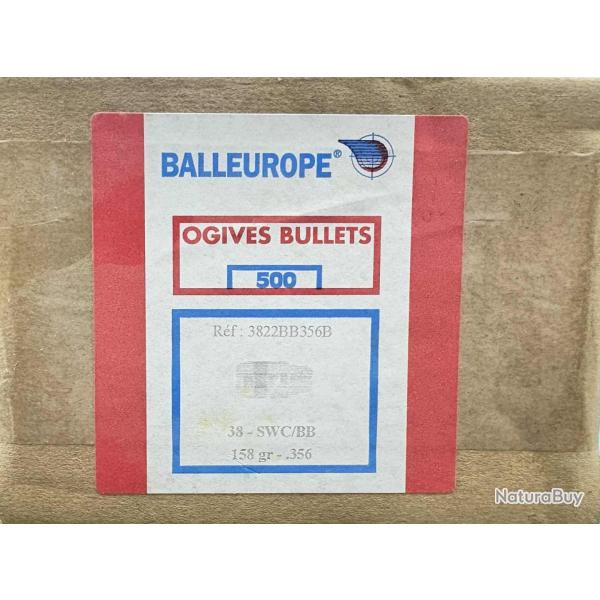 BALLEUROPE®
OGIVES BULLETS
500
Réf : 3822BB356B
38 - SWC/BB
158 gr - .356
NaturaBuy